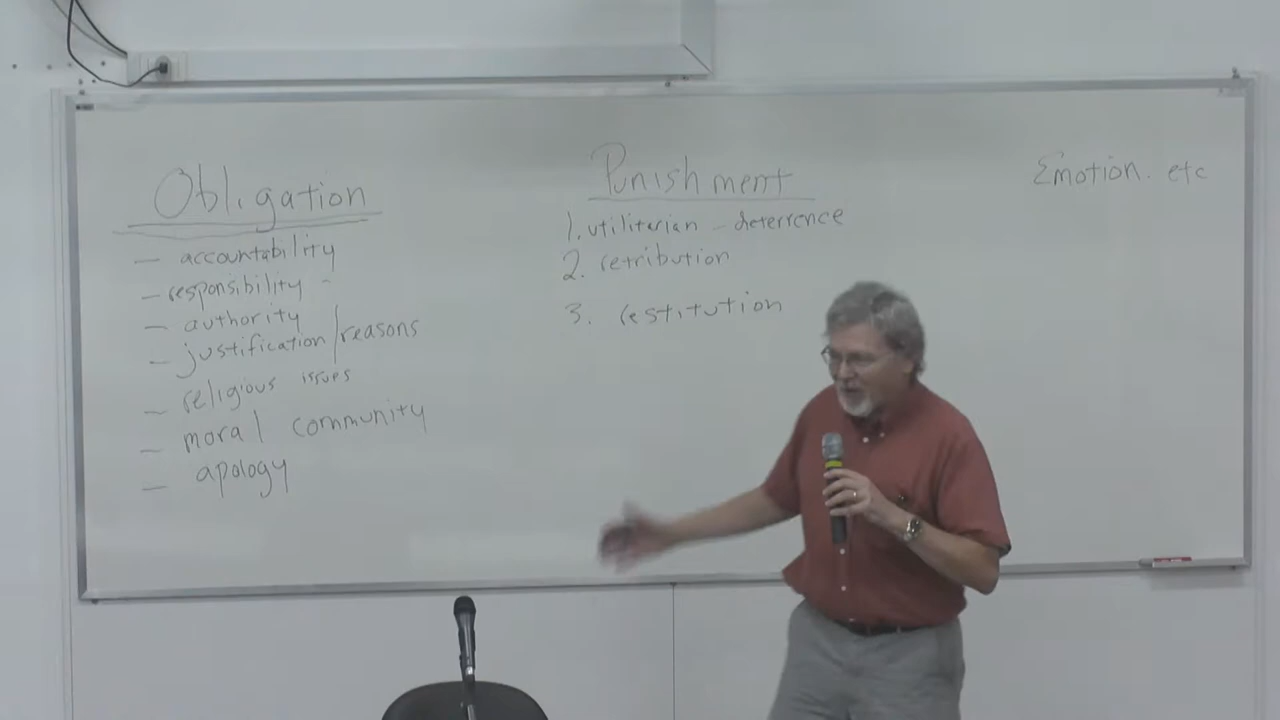 Obligation
— accountability
— responsibility -
— authority
— justification/reasons
— religious issues
— moral community
— apology
Punishment
1. utilitarian - deterrence
2. retribution
3. restitution
Emotion. etc